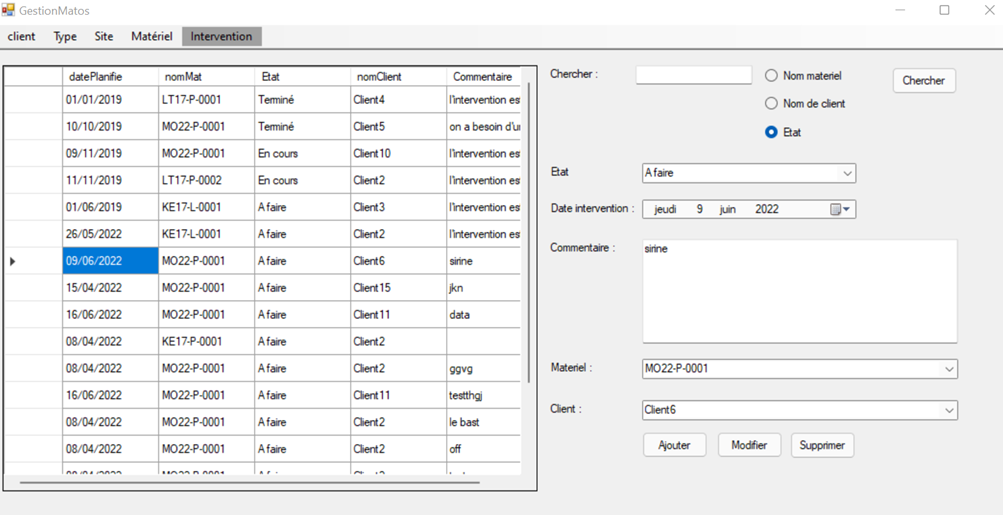 GestionMatos
client Type Site Matériel Intervention
datePlanifie nomMat Etat nomClient Commentaire
01/01/2019 LT17-P-0001 Terminé Client4 l'intervention es
10/10/2019 MO22-P-0001 Terminé Client5 on a besoin d'u
09/11/2019 MO22-P-0001 En cours Client10 l'intervention es
11/11/2019 LT17-P-0002 En cours Client2 l'intervention es
01/06/2019 KE17-L-0001 A faire Client3 l'intervention es
26/05/2022 KE17-L-0001 A faire Client2 l'intervention es
09/06/2022 MO22-P-0001 A faire Client6 sirine
15/04/2022 MO22-P-0001 A faire Client15 jkn
16/06/2022 MO22-P-0001 A faire Client11 data
08/04/2022 KE17-P-0001 A faire Client2
08/04/2022 MO22-P-0001 A faire Client2 ggvg
16/06/2022 MO22-P-0001 A faire Client11 testthgj
08/04/2022 MO22-P-0001 A faire Client2 le bast
08/04/2022 MO22-P-0001 A faire Client2 off
Chercher : Nom materiel Chercher
Nom de client
Etat
Etat A faire
Date intervention : jeudi 9 juin 2022
Commentaire : sirine
Materiel : MO22-P-0001
Client : Client6
Ajouter Modifier Supprimer